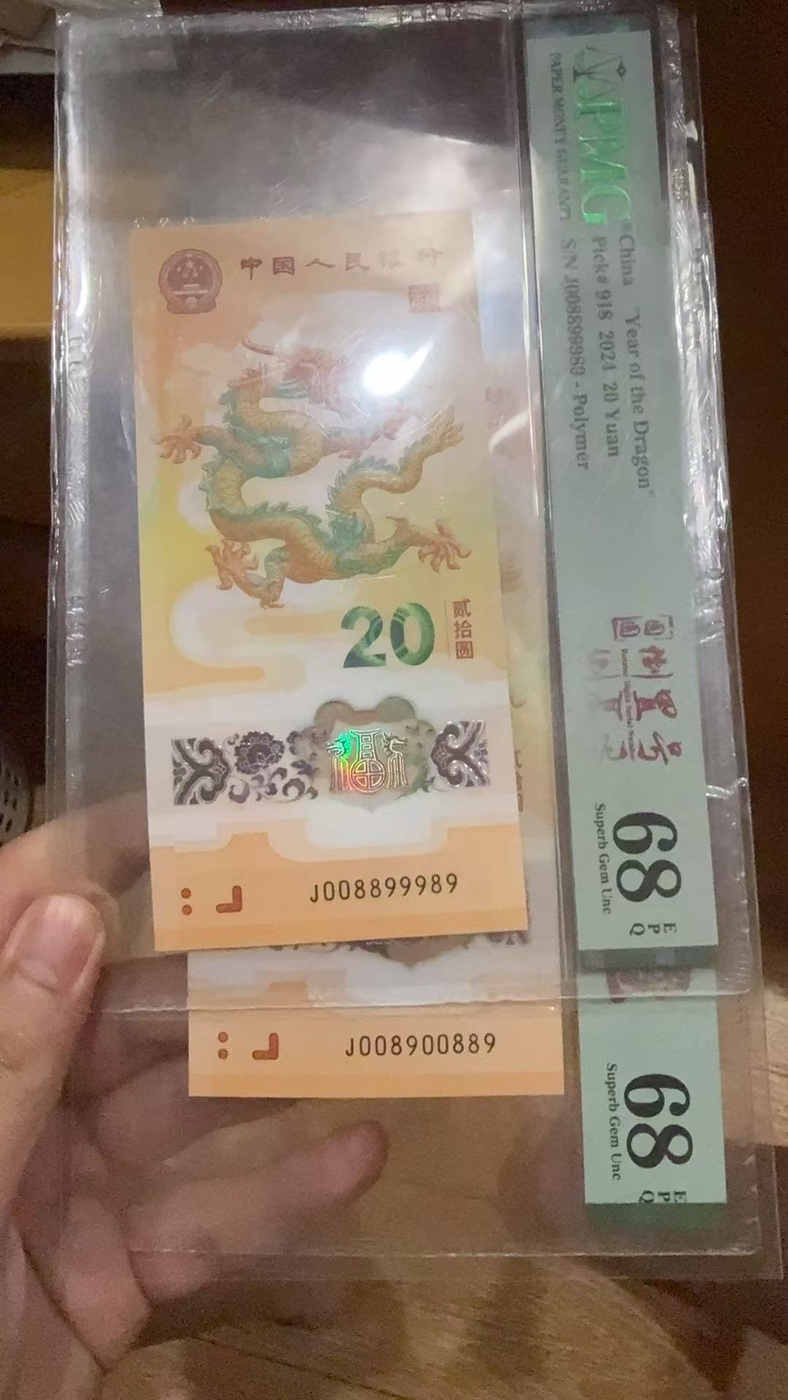 中国人民银行
20
贰拾圆
福
J008899989
J008900889
PMG
PAPER MONEY GUARANTY
China "Year of the Dragon"
Pick# 918 2024 20 Yuan
S/N J008899989 - Polymer
68 EPQ
Superb Gem Unc
68 EPQ
Superb Gem Unc